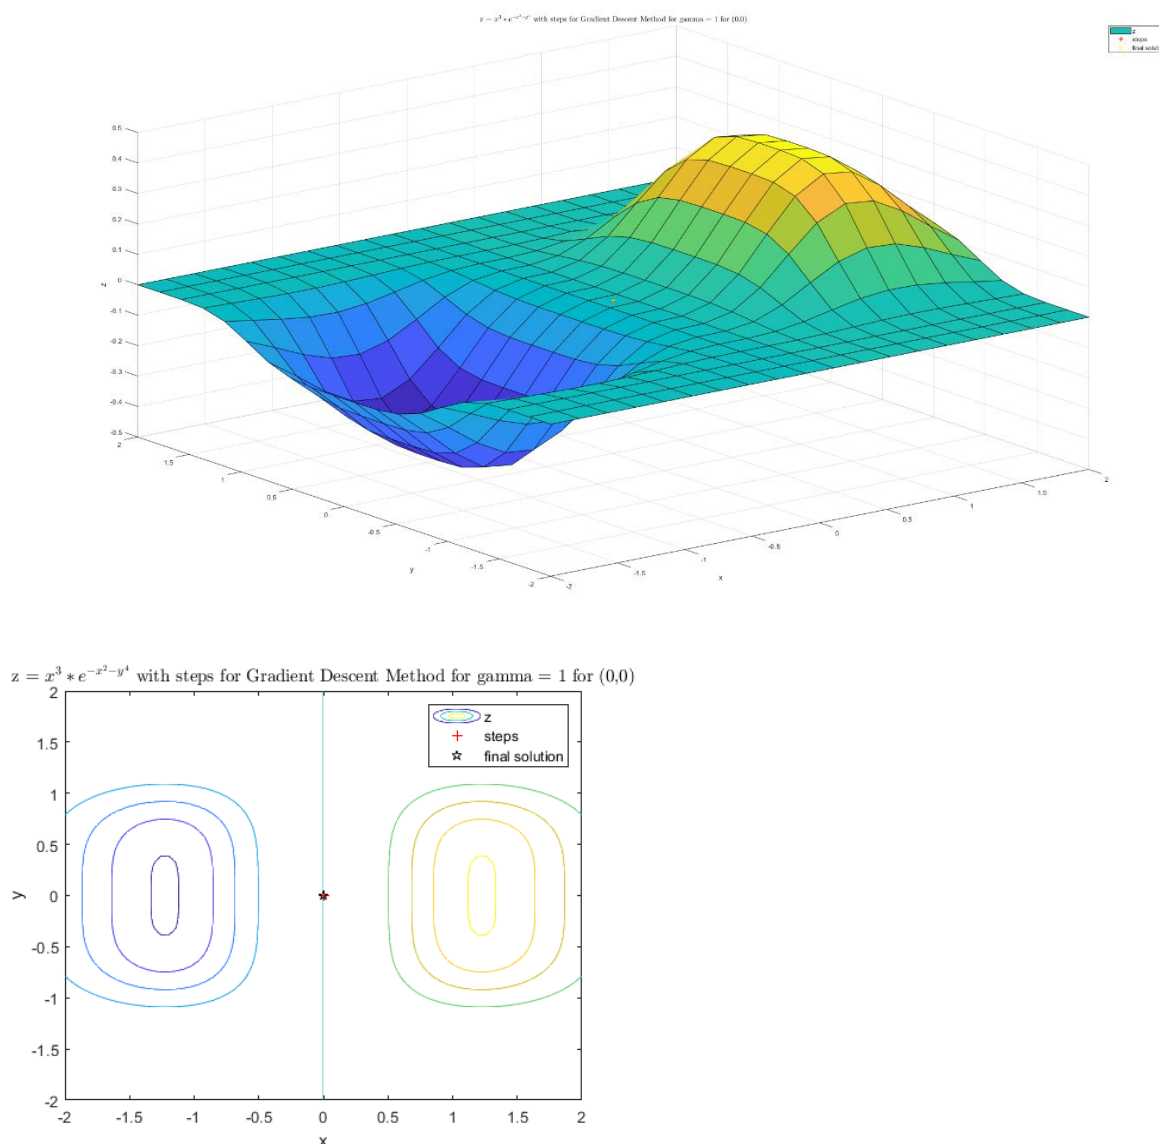 z = x^3 * e^{-x^2-y^4} with steps for Gradient Descent Method for gamma = 1 for (0,0)
z
steps
final solutio
0.5
0.4
0.3
0.2
0.1
0
-0.1
-0.2
-0.3
-0.4
-0.5
z
2
1.5
1
0.5
0
-0.5
-1
-1.5
-2
y
-2
-1.5
-1
-0.5
0
0.5
1
1.5
2
x
z = x^3 * e^{-x^2-y^4} with steps for Gradient Descent Method for gamma = 1 for (0,0)
z
steps
final solution
2
1.5
1
0.5
0
-0.5
-1
-1.5
-2
y
-2 -1.5 -1 -0.5 0 0.5 1 1.5 2
x